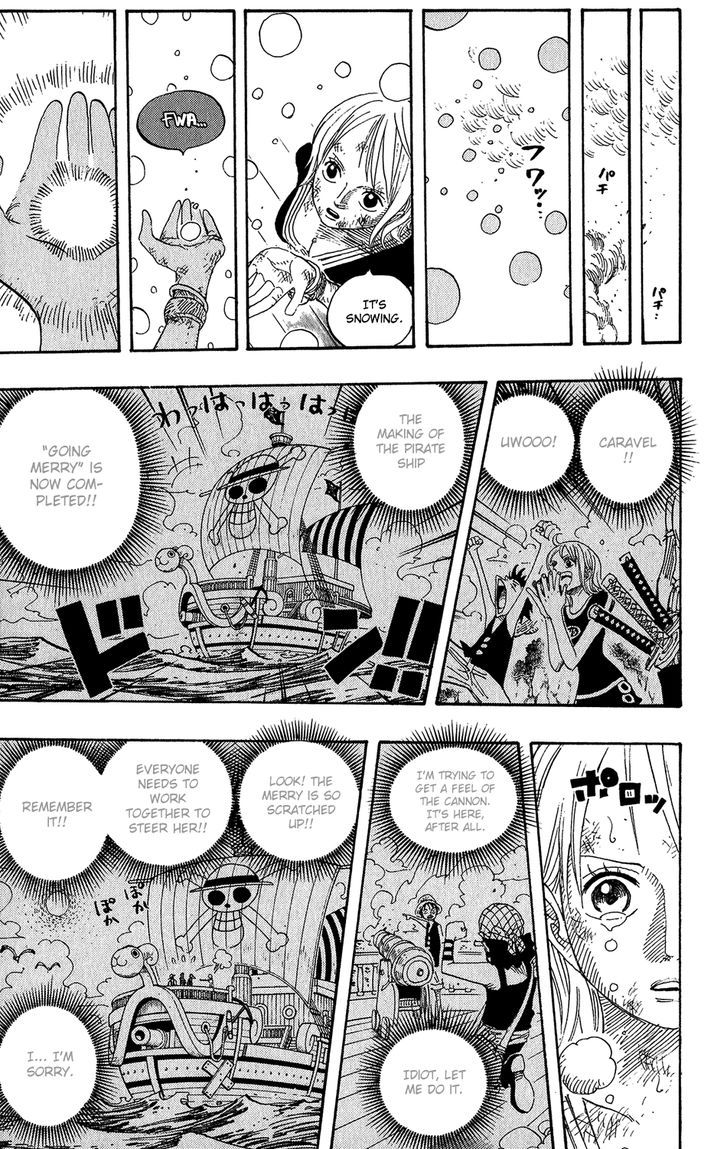 パチ
パチ
フワッ…
IT'S
SNOWING.
FWA...
CARAVEL
!!
UWOOO!
THE
MAKING OF
THE PIRATE
SHIP
わっはっはぅはっ
"GOING
MERRY" IS
NOW COM-
PLETED!!
ドン!!
ポロッ
I'M TRYING TO
GET A FEEL OF
THE CANNON.
IT'S HERE,
AFTER ALL.
IDIOT, LET
ME DO IT.
LOOK! THE
MERRY IS SO
SCRATCHED
UP!!
EVERYONE
NEEDS TO
WORK
TOGETHER TO
STEER HER!!
REMEMBER
IT!!
ぽか
ぽか
I... I'M
SORRY.